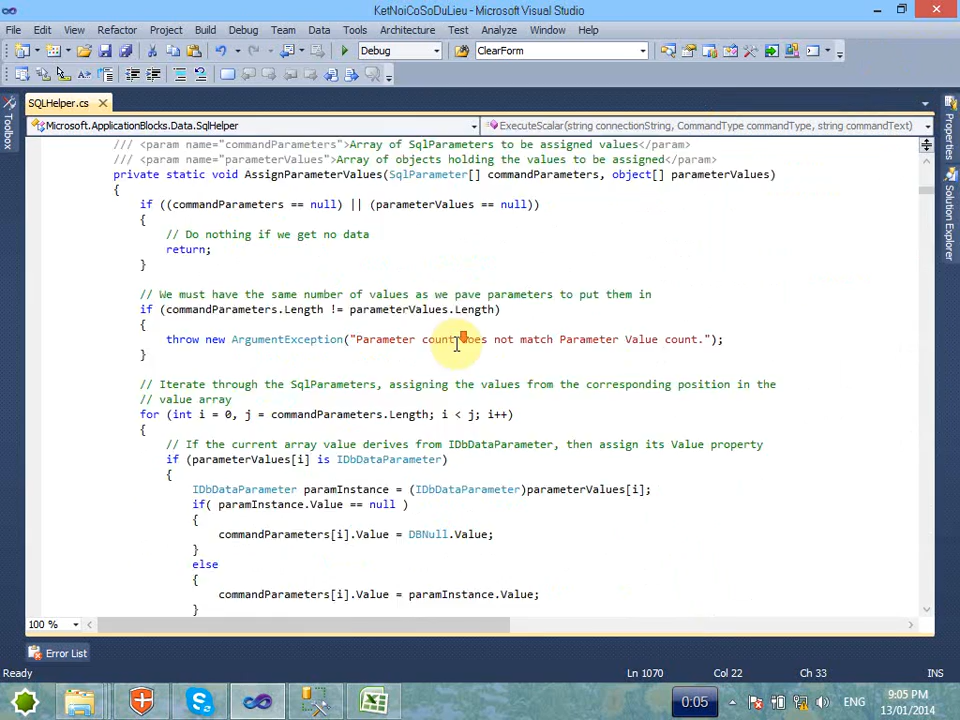 KetNoiCoSoDuLieu - Microsoft Visual Studio
File Edit View Refactor Project Build Debug Team Data Tools Architecture Test Analyze Window Help
Debug ClearForm
SQLHelper.cs
Toolbox
Properties
Solution Explorer
Microsoft.ApplicationBlocks.Data.SqlHelper ExecuteScalar(string connectionString, CommandType commandType, string commandText)
/// <param name="commandParameters">Array of SqlParameters to be assigned values</param>
/// <param name="parameterValues">Array of objects holding the values to be assigned</param>
private static void AssignParameterValues(SqlParameter[] commandParameters, object[] parameterValues)
{
if ((commandParameters == null) || (parameterValues == null))
{
// Do nothing if we get no data
return;
}
// We must have the same number of values as we pave parameters to put them in
if (commandParameters.Length != parameterValues.Length)
{
throw new ArgumentException("Parameter count does not match Parameter Value count.");
}
// Iterate through the SqlParameters, assigning the values from the corresponding position in the
// value array
for (int i = 0, j = commandParameters.Length; i < j; i++)
{
// If the current array value derives from IDbDataParameter, then assign its Value property
if (parameterValues[i] is IDbDataParameter)
{
IDbDataParameter paramInstance = (IDbDataParameter)parameterValues[i];
if( paramInstance.Value == null )
{
commandParameters[i].Value = DBNull.Value;
}
else
{
commandParameters[i].Value = paramInstance.Value;
}
100 %
Error List
Ready Ln 1070 Col 22 Ch 33 INS
0:05 ENG 9:05 PM
13/01/2014